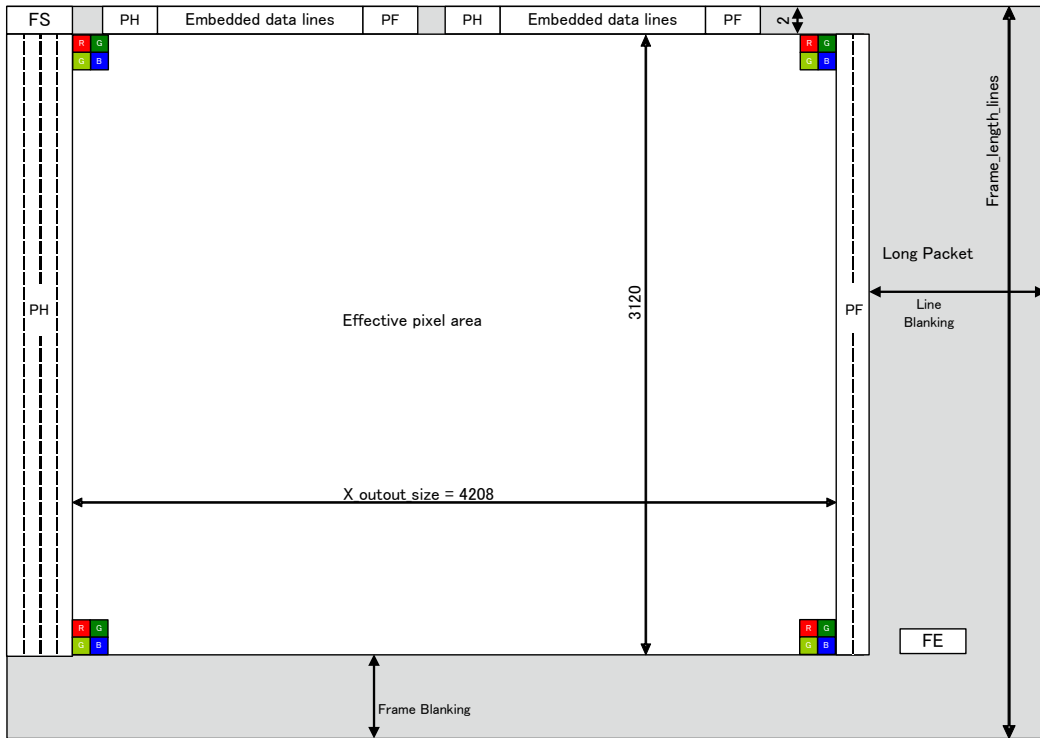 FS PH Embedded data lines PF PH Embedded data lines PF 2
R G R G
G B G B
Frame_length_lines
Long Packet
PH Effective pixel area 3120 PF Line
Blanking
X outout size = 4208
R G R G
G B G B
FE
Frame Blanking